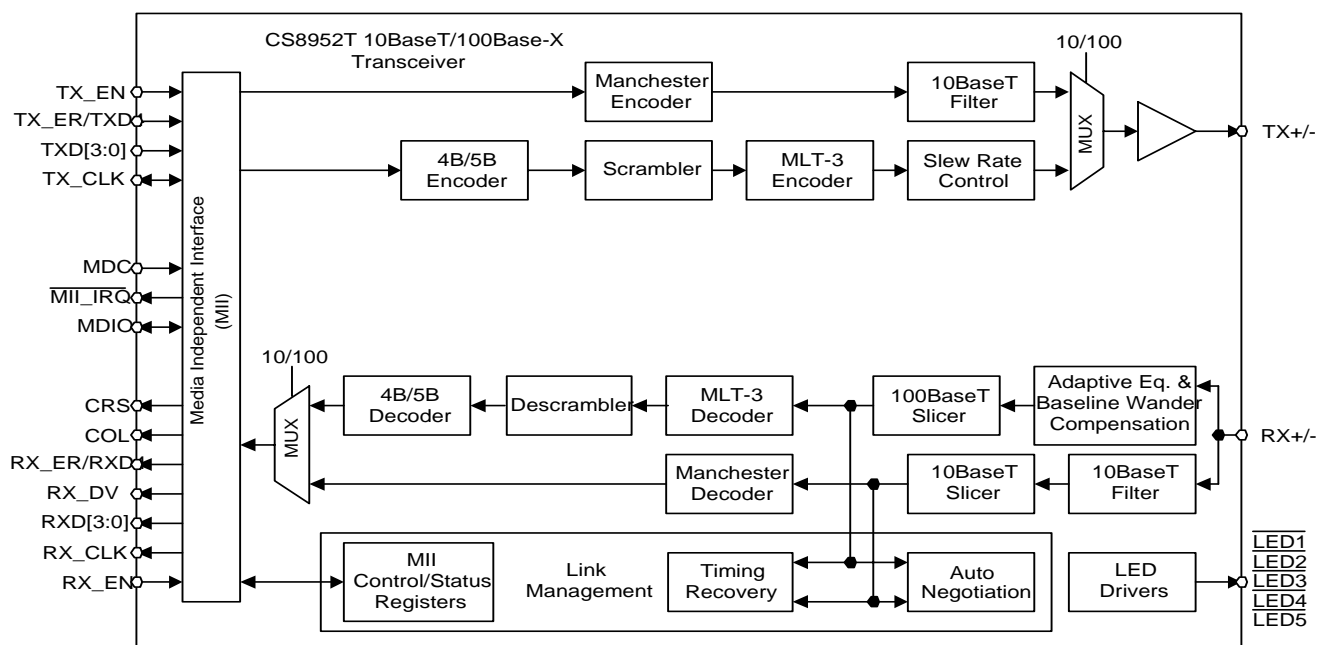 CS8952T 10BaseT/100Base-X
Transceiver
10/100
TX_EN
TX_ER/TXD4
TXD[3:0]
TX_CLK
MDC
MII_IRQ
MDIO
CRS
COL
RX_ER/RXD4
RX_DV
RXD[3:0]
RX_CLK
RX_EN
Media Independent Interface
(MII)
Manchester
Encoder
10BaseT
Filter
4B/5B
Encoder
Scrambler
MLT-3
Encoder
Slew Rate
Control
MUX
TX+/-
10/100
MUX
4B/5B
Decoder
Descrambler
MLT-3
Decoder
100BaseT
Slicer
Adaptive Eq. &
Baseline Wander
Compensation
RX+/-
Manchester
Decoder
10BaseT
Slicer
10BaseT
Filter
MII
Control/Status
Registers
Link
Management
Timing
Recovery
Auto
Negotiation
LED
Drivers
LED1
LED2
LED3
LED4
LED5